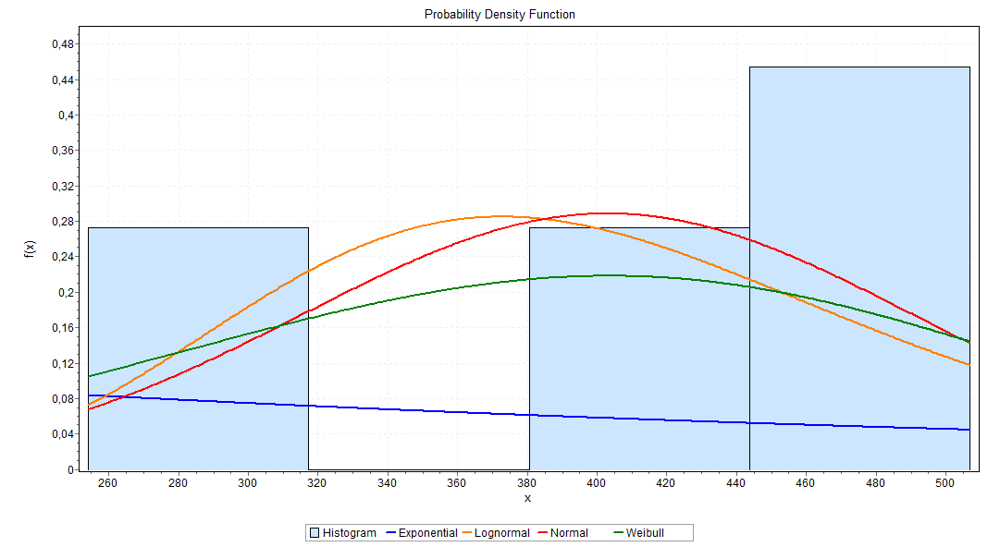 Probability Density Function
0,48
0,44
0,4
0,36
0,32
0,28
0,24
0,2
0,16
0,12
0,08
0,04
0
f(x)
260 280 300 320 340 360 380 400 420 440 460 480 500
x
Histogram Exponential Lognormal Normal Weibull